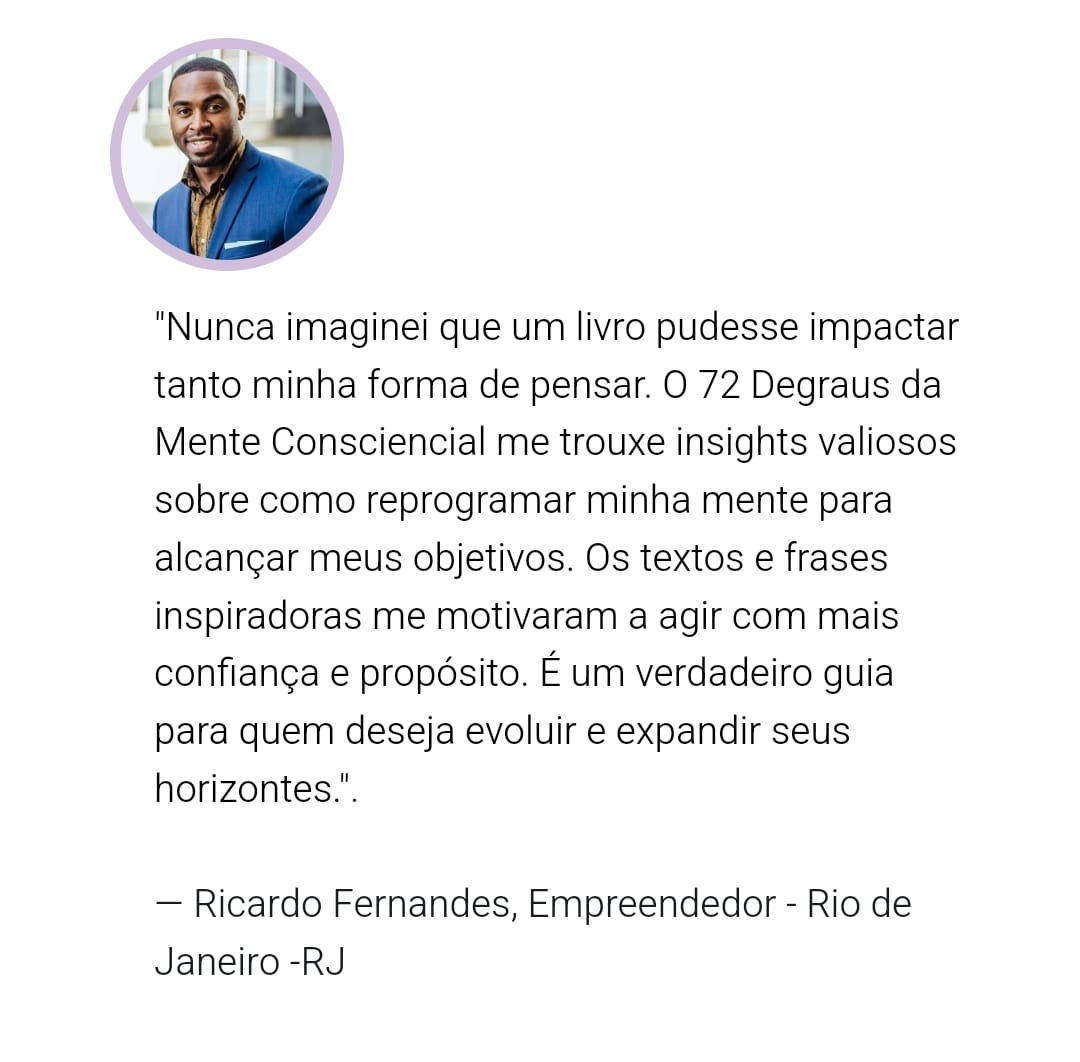 "Nunca imaginei que um livro pudesse impactar
tanto minha forma de pensar. O 72 Degraus da
Mente Consciencial me trouxe insights valiosos
sobre como reprogramar minha mente para
alcançar meus objetivos. Os textos e frases
inspiradoras me motivaram a agir com mais
confiança e propósito. É um verdadeiro guia
para quem deseja evoluir e expandir seus
horizontes.".
— Ricardo Fernandes, Empreendedor - Rio de
Janeiro -RJ